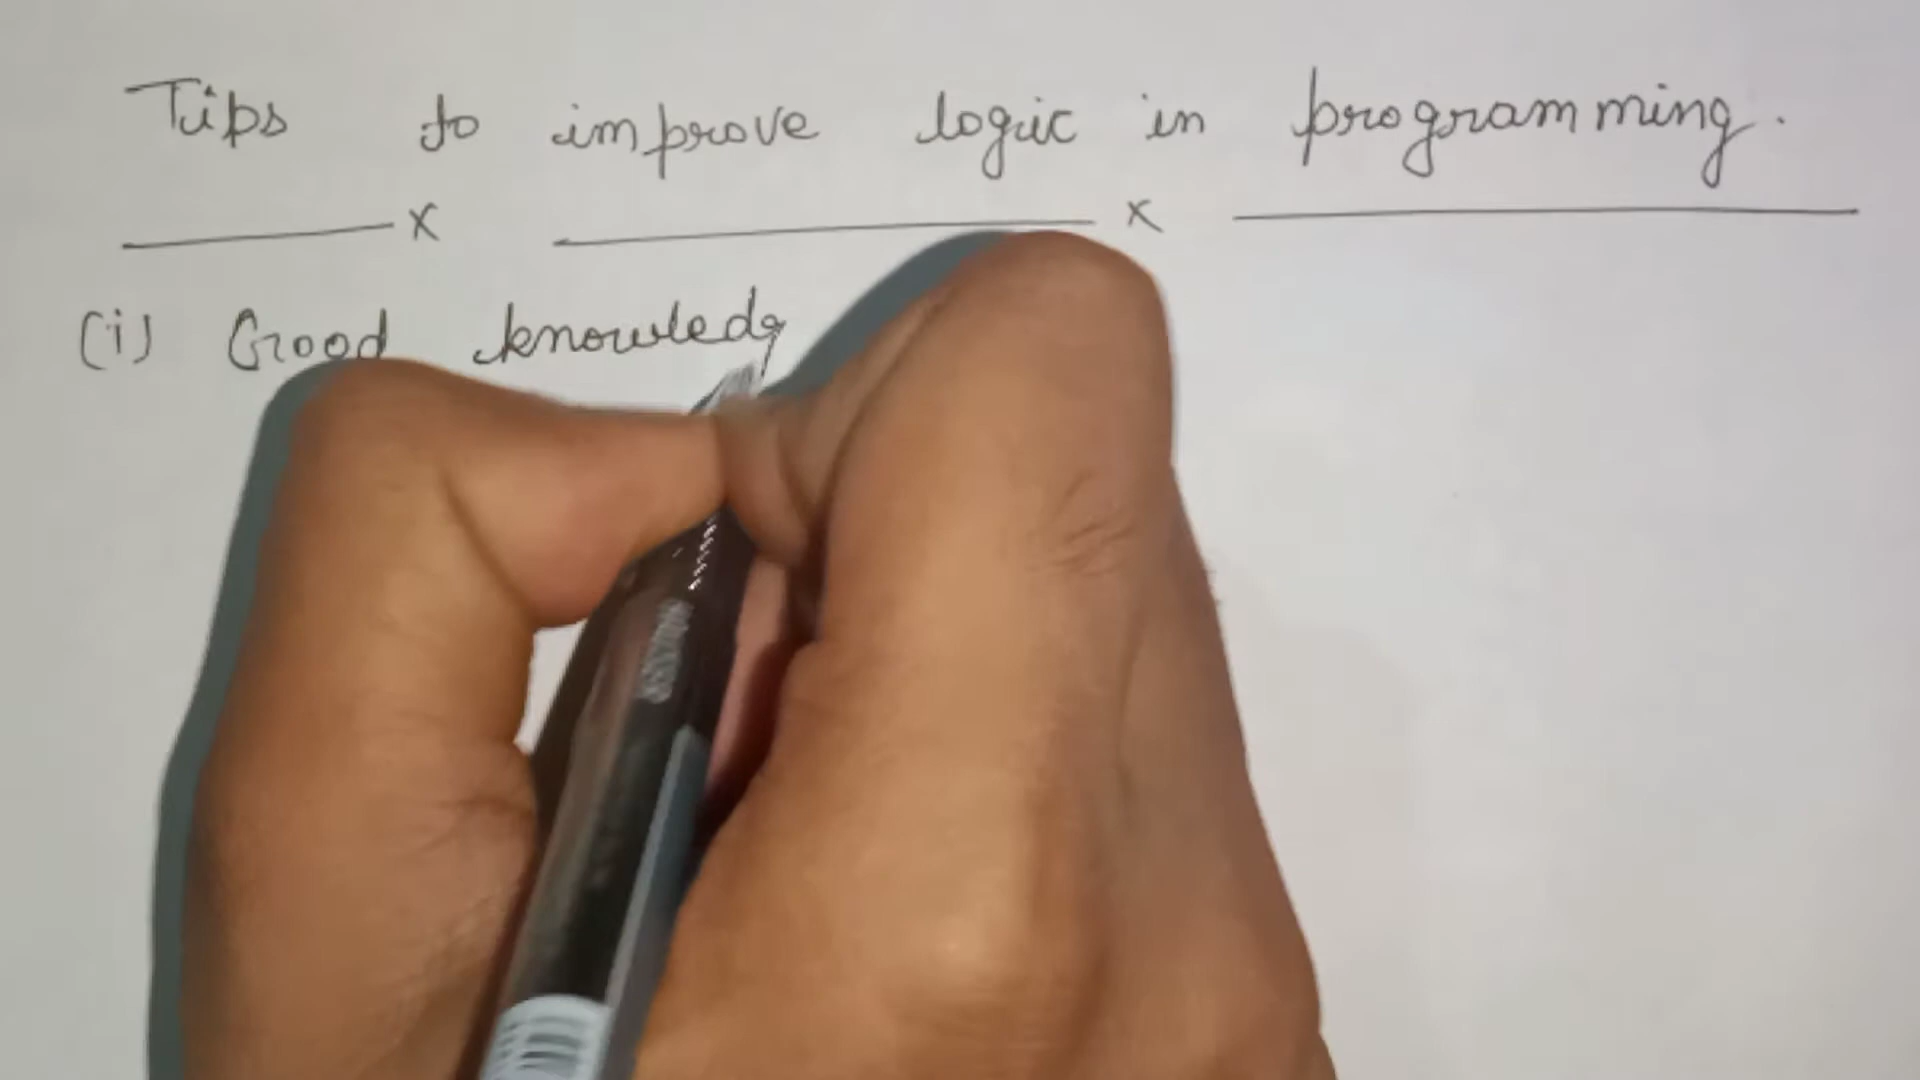 Tips to improve logic in programming.
x x
(i) Good knowledg